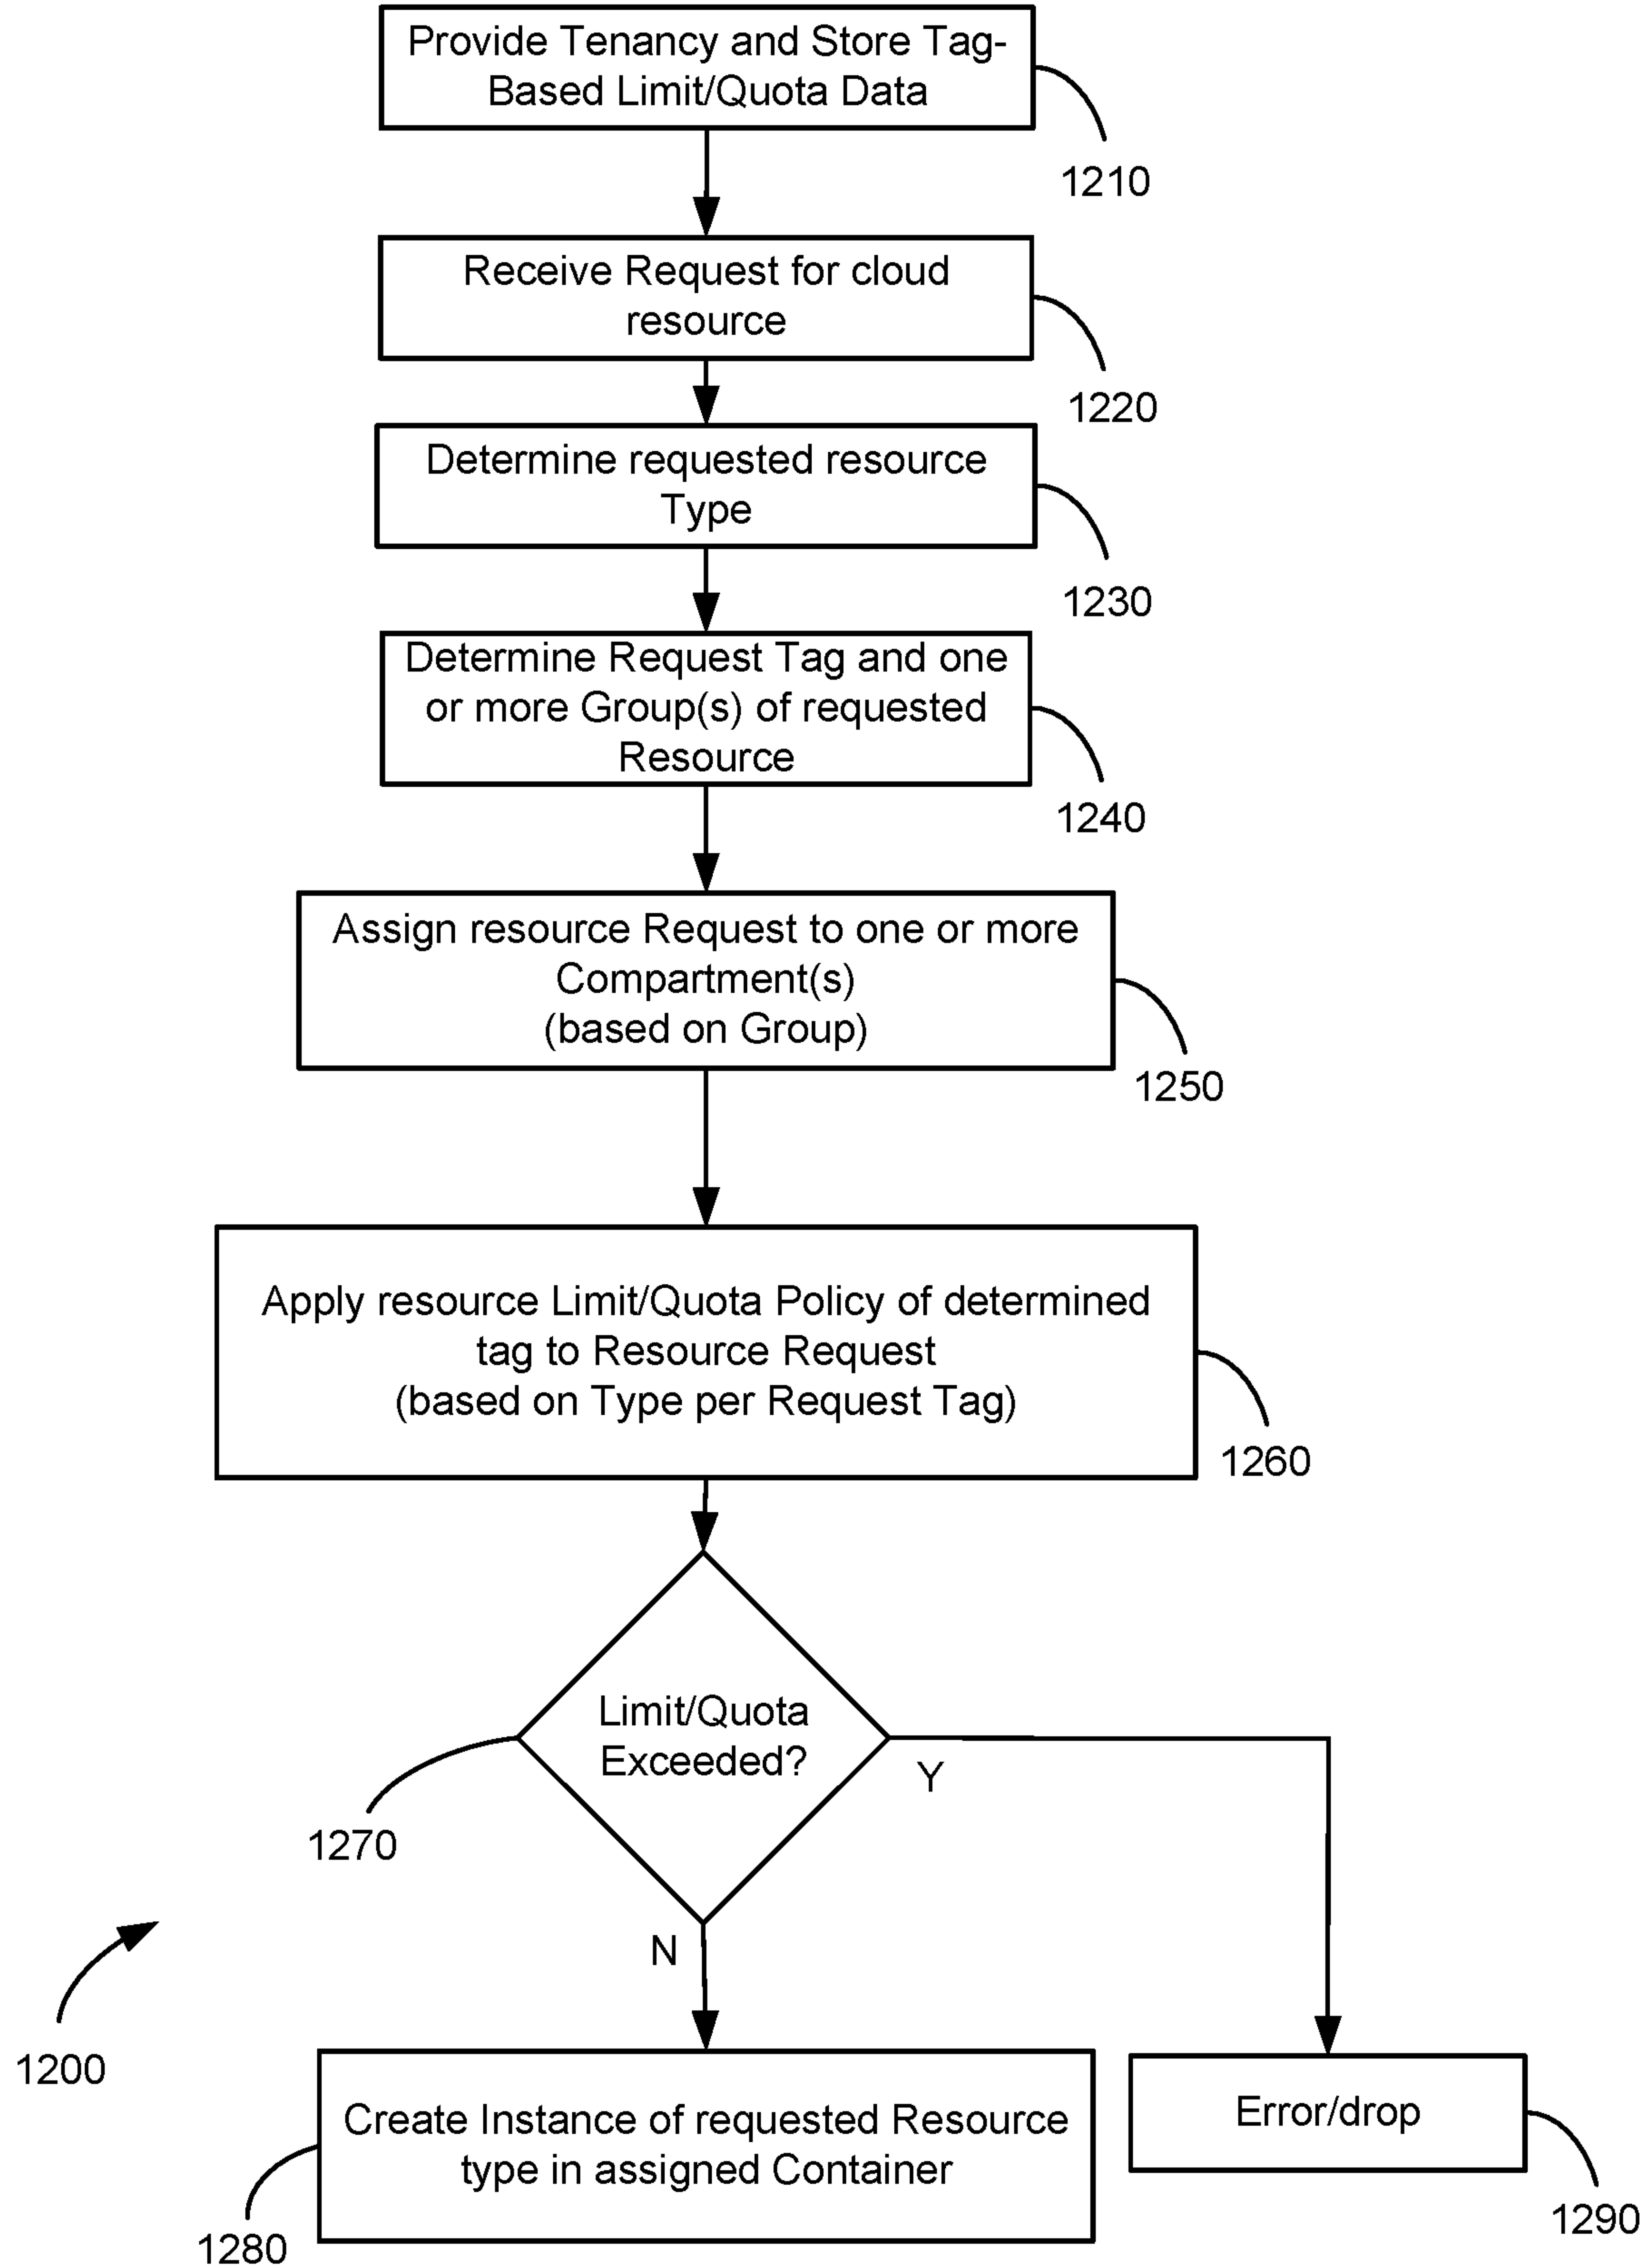 Provide Tenancy and Store Tag-
Based Limit/Quota Data
1210
Receive Request for cloud
resource
1220
Determine requested resource
Type
1230
Determine Request Tag and one
or more Group(s) of requested
Resource
1240
Assign resource Request to one or more
Compartment(s)
(based on Group)
1250
Apply resource Limit/Quota Policy of determined
tag to Resource Request
(based on Type per Request Tag)
1260
Limit/Quota
Exceeded?
Y
1270
N
1200
Create Instance of requested Resource
type in assigned Container
1280
Error/drop
1290